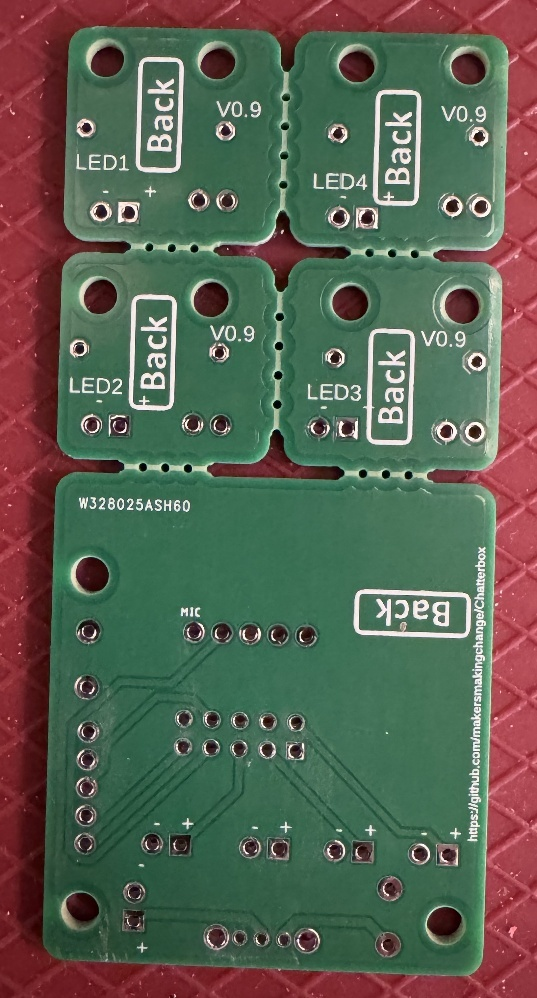 Back
V0.9
LED1
- +
Back
V0.9
LED4
- +
Back
V0.9
LED2
- +
Back
V0.9
LED3
- -
W328025ASH60
Back
MIC
https://github.com/makersmakingchange/Chatterbox
- +
- +
- +
- +
-
+